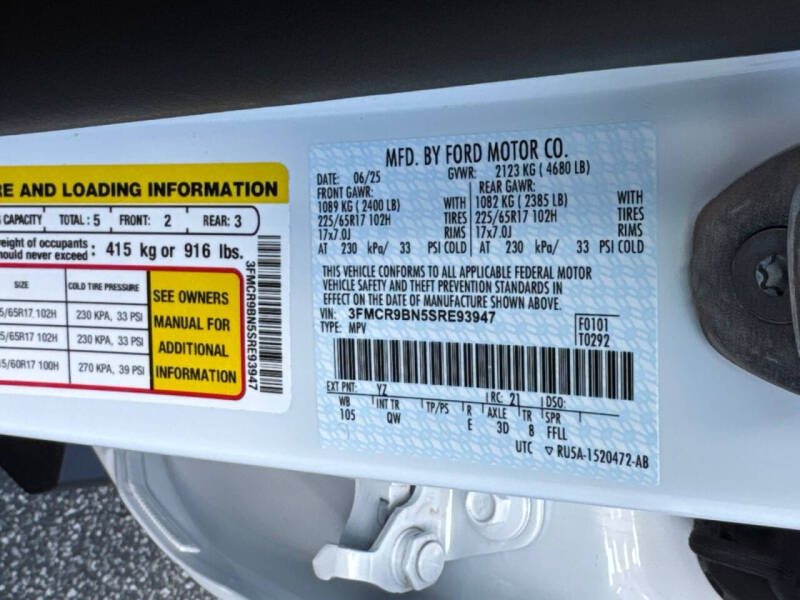 RE AND LOADING INFORMATION
CAPACITY TOTAL: 5 FRONT: 2 REAR: 3
weight of occupants
should never exceed: 415 kg or 916 lbs.
SIZE COLD TIRE PRESSURE
5/65R17 102H 230 KPA, 33 PSI
5/65R17 102H 230 KPA, 33 PSI
5/60R17 100H 270 KPA, 39 PSI
SEE OWNERS
MANUAL FOR
ADDITIONAL
INFORMATION
3FMCR9BN5SRE93947
MFD. BY FORD MOTOR CO.
DATE: 06/25 GVWR: 2123 KG ( 4680 LB)
FRONT GAWR: REAR GAWR:
1089 KG ( 2400 LB) WITH 1082 KG ( 2385 LB) WITH
225/65R17 102H TIRES 225/65R17 102H TIRES
17x7.0J RIMS 17x7.0J RIMS
AT 230 kPa/ 33 PSI COLD AT 230 kPa/ 33 PSI COLD
THIS VEHICLE CONFORMS TO ALL APPLICABLE FEDERAL MOTOR
VEHICLE SAFETY AND THEFT PREVENTION STANDARDS IN
EFFECT ON THE DATE OF MANUFACTURE SHOWN ABOVE.
VIN: 3FMCR9BN5SRE93947 F0101
TYPE: MPV T0292
EXT PNT: YZ RC: 21 DSO:
WB INT TR TP/PS R AXLE TR SPR
105 QW E 3D 8 FFLL
UTC ▽ RU5A-1520472-AB